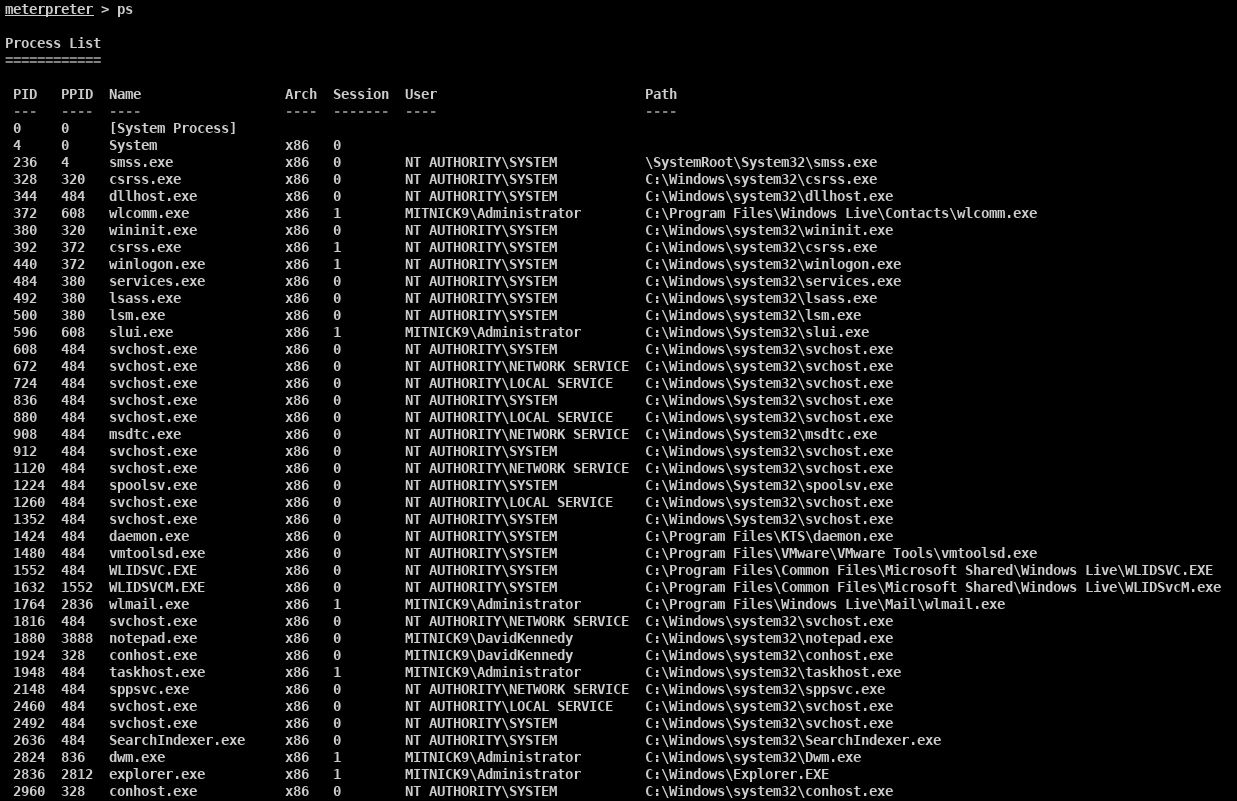 meterpreter > ps
Process List
============
PID PPID Name Arch Session User Path
--- ---- ---- ---- ------- ---- ----
0 0 [System Process]
4 0 System x86 0
236 4 smss.exe x86 0 NT AUTHORITY\SYSTEM \SystemRoot\System32\smss.exe
328 320 csrss.exe x86 0 NT AUTHORITY\SYSTEM C:\Windows\system32\csrss.exe
344 484 dllhost.exe x86 0 NT AUTHORITY\SYSTEM C:\Windows\system32\dllhost.exe
372 608 wlcomm.exe x86 1 MITNICK9\Administrator C:\Program Files\Windows Live\Contacts\wlcomm.exe
380 320 wininit.exe x86 0 NT AUTHORITY\SYSTEM C:\Windows\system32\wininit.exe
392 372 csrss.exe x86 1 NT AUTHORITY\SYSTEM C:\Windows\system32\csrss.exe
440 372 winlogon.exe x86 1 NT AUTHORITY\SYSTEM C:\Windows\system32\winlogon.exe
484 380 services.exe x86 0 NT AUTHORITY\SYSTEM C:\Windows\system32\services.exe
492 380 lsass.exe x86 0 NT AUTHORITY\SYSTEM C:\Windows\system32\lsass.exe
500 380 lsm.exe x86 0 NT AUTHORITY\SYSTEM C:\Windows\system32\lsm.exe
596 608 slui.exe x86 1 MITNICK9\Administrator C:\Windows\System32\slui.exe
608 484 svchost.exe x86 0 NT AUTHORITY\SYSTEM C:\Windows\system32\svchost.exe
672 484 svchost.exe x86 0 NT AUTHORITY\NETWORK SERVICE C:\Windows\system32\svchost.exe
724 484 svchost.exe x86 0 NT AUTHORITY\LOCAL SERVICE C:\Windows\System32\svchost.exe
836 484 svchost.exe x86 0 NT AUTHORITY\SYSTEM C:\Windows\System32\svchost.exe
880 484 svchost.exe x86 0 NT AUTHORITY\LOCAL SERVICE C:\Windows\system32\svchost.exe
908 484 msdtc.exe x86 0 NT AUTHORITY\NETWORK SERVICE C:\Windows\System32\msdtc.exe
912 484 svchost.exe x86 0 NT AUTHORITY\SYSTEM C:\Windows\system32\svchost.exe
1120 484 svchost.exe x86 0 NT AUTHORITY\NETWORK SERVICE C:\Windows\system32\svchost.exe
1224 484 spoolsv.exe x86 0 NT AUTHORITY\SYSTEM C:\Windows\System32\spoolsv.exe
1260 484 svchost.exe x86 0 NT AUTHORITY\LOCAL SERVICE C:\Windows\system32\svchost.exe
1352 484 svchost.exe x86 0 NT AUTHORITY\SYSTEM C:\Windows\System32\svchost.exe
1424 484 daemon.exe x86 0 NT AUTHORITY\SYSTEM C:\Program Files\KTS\daemon.exe
1480 484 vmtoolsd.exe x86 0 NT AUTHORITY\SYSTEM C:\Program Files\VMware\VMware Tools\vmtoolsd.exe
1552 484 WLIDSVC.EXE x86 0 NT AUTHORITY\SYSTEM C:\Program Files\Common Files\Microsoft Shared\Windows Live\WLIDSVC.EXE
1632 1552 WLIDSVCM.EXE x86 0 NT AUTHORITY\SYSTEM C:\Program Files\Common Files\Microsoft Shared\Windows Live\WLIDSvcM.exe
1764 2836 wlmail.exe x86 1 MITNICK9\Administrator C:\Program Files\Windows Live\Mail\wlmail.exe
1816 484 svchost.exe x86 0 NT AUTHORITY\NETWORK SERVICE C:\Windows\system32\svchost.exe
1880 3888 notepad.exe x86 0 MITNICK9\DavidKennedy C:\Windows\system32\notepad.exe
1924 328 conhost.exe x86 0 MITNICK9\DavidKennedy C:\Windows\system32\conhost.exe
1948 484 taskhost.exe x86 1 MITNICK9\Administrator C:\Windows\system32\taskhost.exe
2148 484 sppsvc.exe x86 0 NT AUTHORITY\NETWORK SERVICE C:\Windows\system32\sppsvc.exe
2460 484 svchost.exe x86 0 NT AUTHORITY\LOCAL SERVICE C:\Windows\system32\svchost.exe
2492 484 svchost.exe x86 0 NT AUTHORITY\SYSTEM C:\Windows\System32\svchost.exe
2636 484 SearchIndexer.exe x86 0 NT AUTHORITY\SYSTEM C:\Windows\system32\SearchIndexer.exe
2824 836 dwm.exe x86 1 MITNICK9\Administrator C:\Windows\system32\Dwm.exe
2836 2812 explorer.exe x86 1 MITNICK9\Administrator C:\Windows\Explorer.EXE
2960 328 conhost.exe x86 0 NT AUTHORITY\SYSTEM C:\Windows\system32\conhost.exe